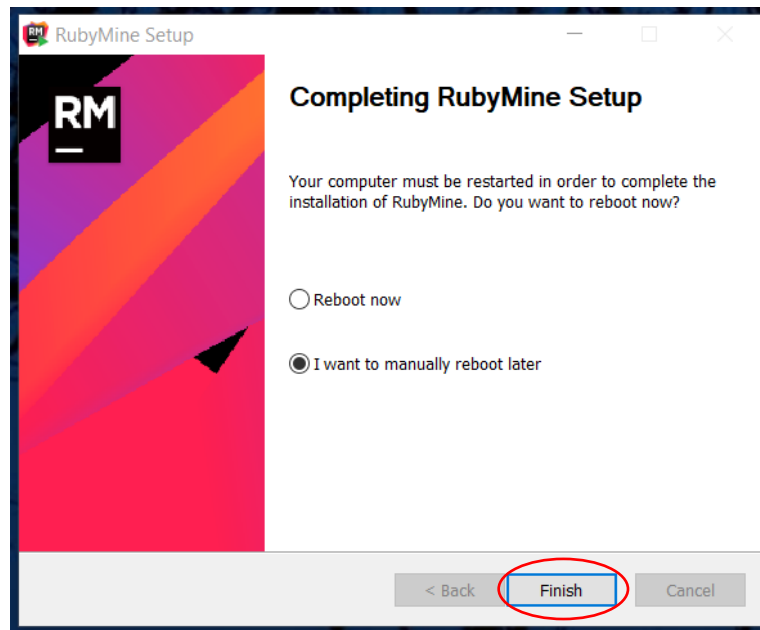 RM RubyMine Setup
RM
Completing RubyMine Setup
Your computer must be restarted in order to complete the
installation of RubyMine. Do you want to reboot now?
Reboot now
I want to manually reboot later
< Back Finish Cancel